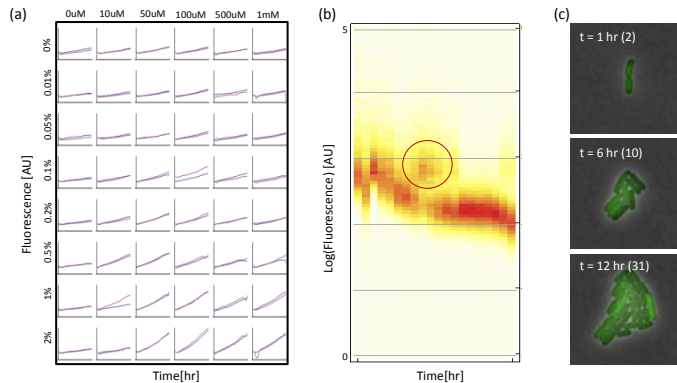 (a)
0uM 10uM 50uM 100uM 500uM 1mM
0%
0.01%
0.05%
0.1%
0.2%
0.5%
1%
2%
Fluorescence [AU]
Time[hr]
(b)
5
0
Log(Fluorescence) [AU]
Time[hr]
(c)
t = 1 hr (2)
t = 6 hr (10)
t = 12 hr (31)